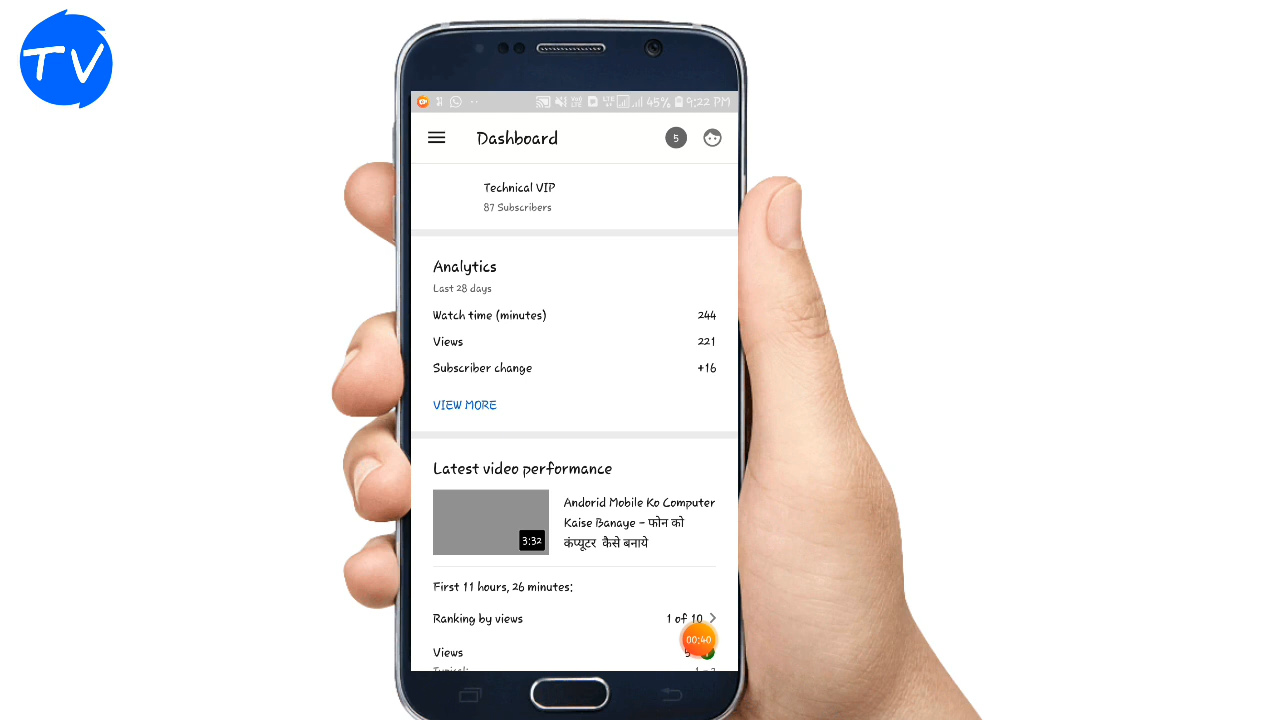 TV
45% 9:22 PM
Dashboard
5
Technical VIP
87 Subscribers
Analytics
Last 28 days
Watch time (minutes) 244
Views 221
Subscriber change +16
VIEW MORE
Latest video performance
3:32
Andorid Mobile Ko Computer
Kaise Banaye - फोन को
कंप्यूटर कैसे बनाये
First 11 hours, 26 minutes:
Ranking by views 1 of 10
00:40
Views